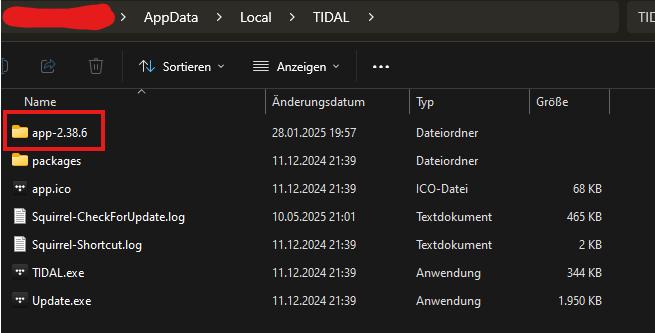 AppData > Local > TIDAL > TID
Sortieren Anzeigen ...
Name Änderungsdatum Typ Größe
app-2.38.6 28.01.2025 19:57 Dateiordner
packages 11.12.2024 21:39 Dateiordner
app.ico 11.12.2024 21:39 ICO-Datei 68 KB
Squirrel-CheckForUpdate.log 10.05.2025 21:01 Textdokument 465 KB
Squirrel-Shortcut.log 11.12.2024 21:39 Textdokument 2 KB
TIDAL.exe 11.12.2024 21:39 Anwendung 344 KB
Update.exe 11.12.2024 21:39 Anwendung 1.950 KB